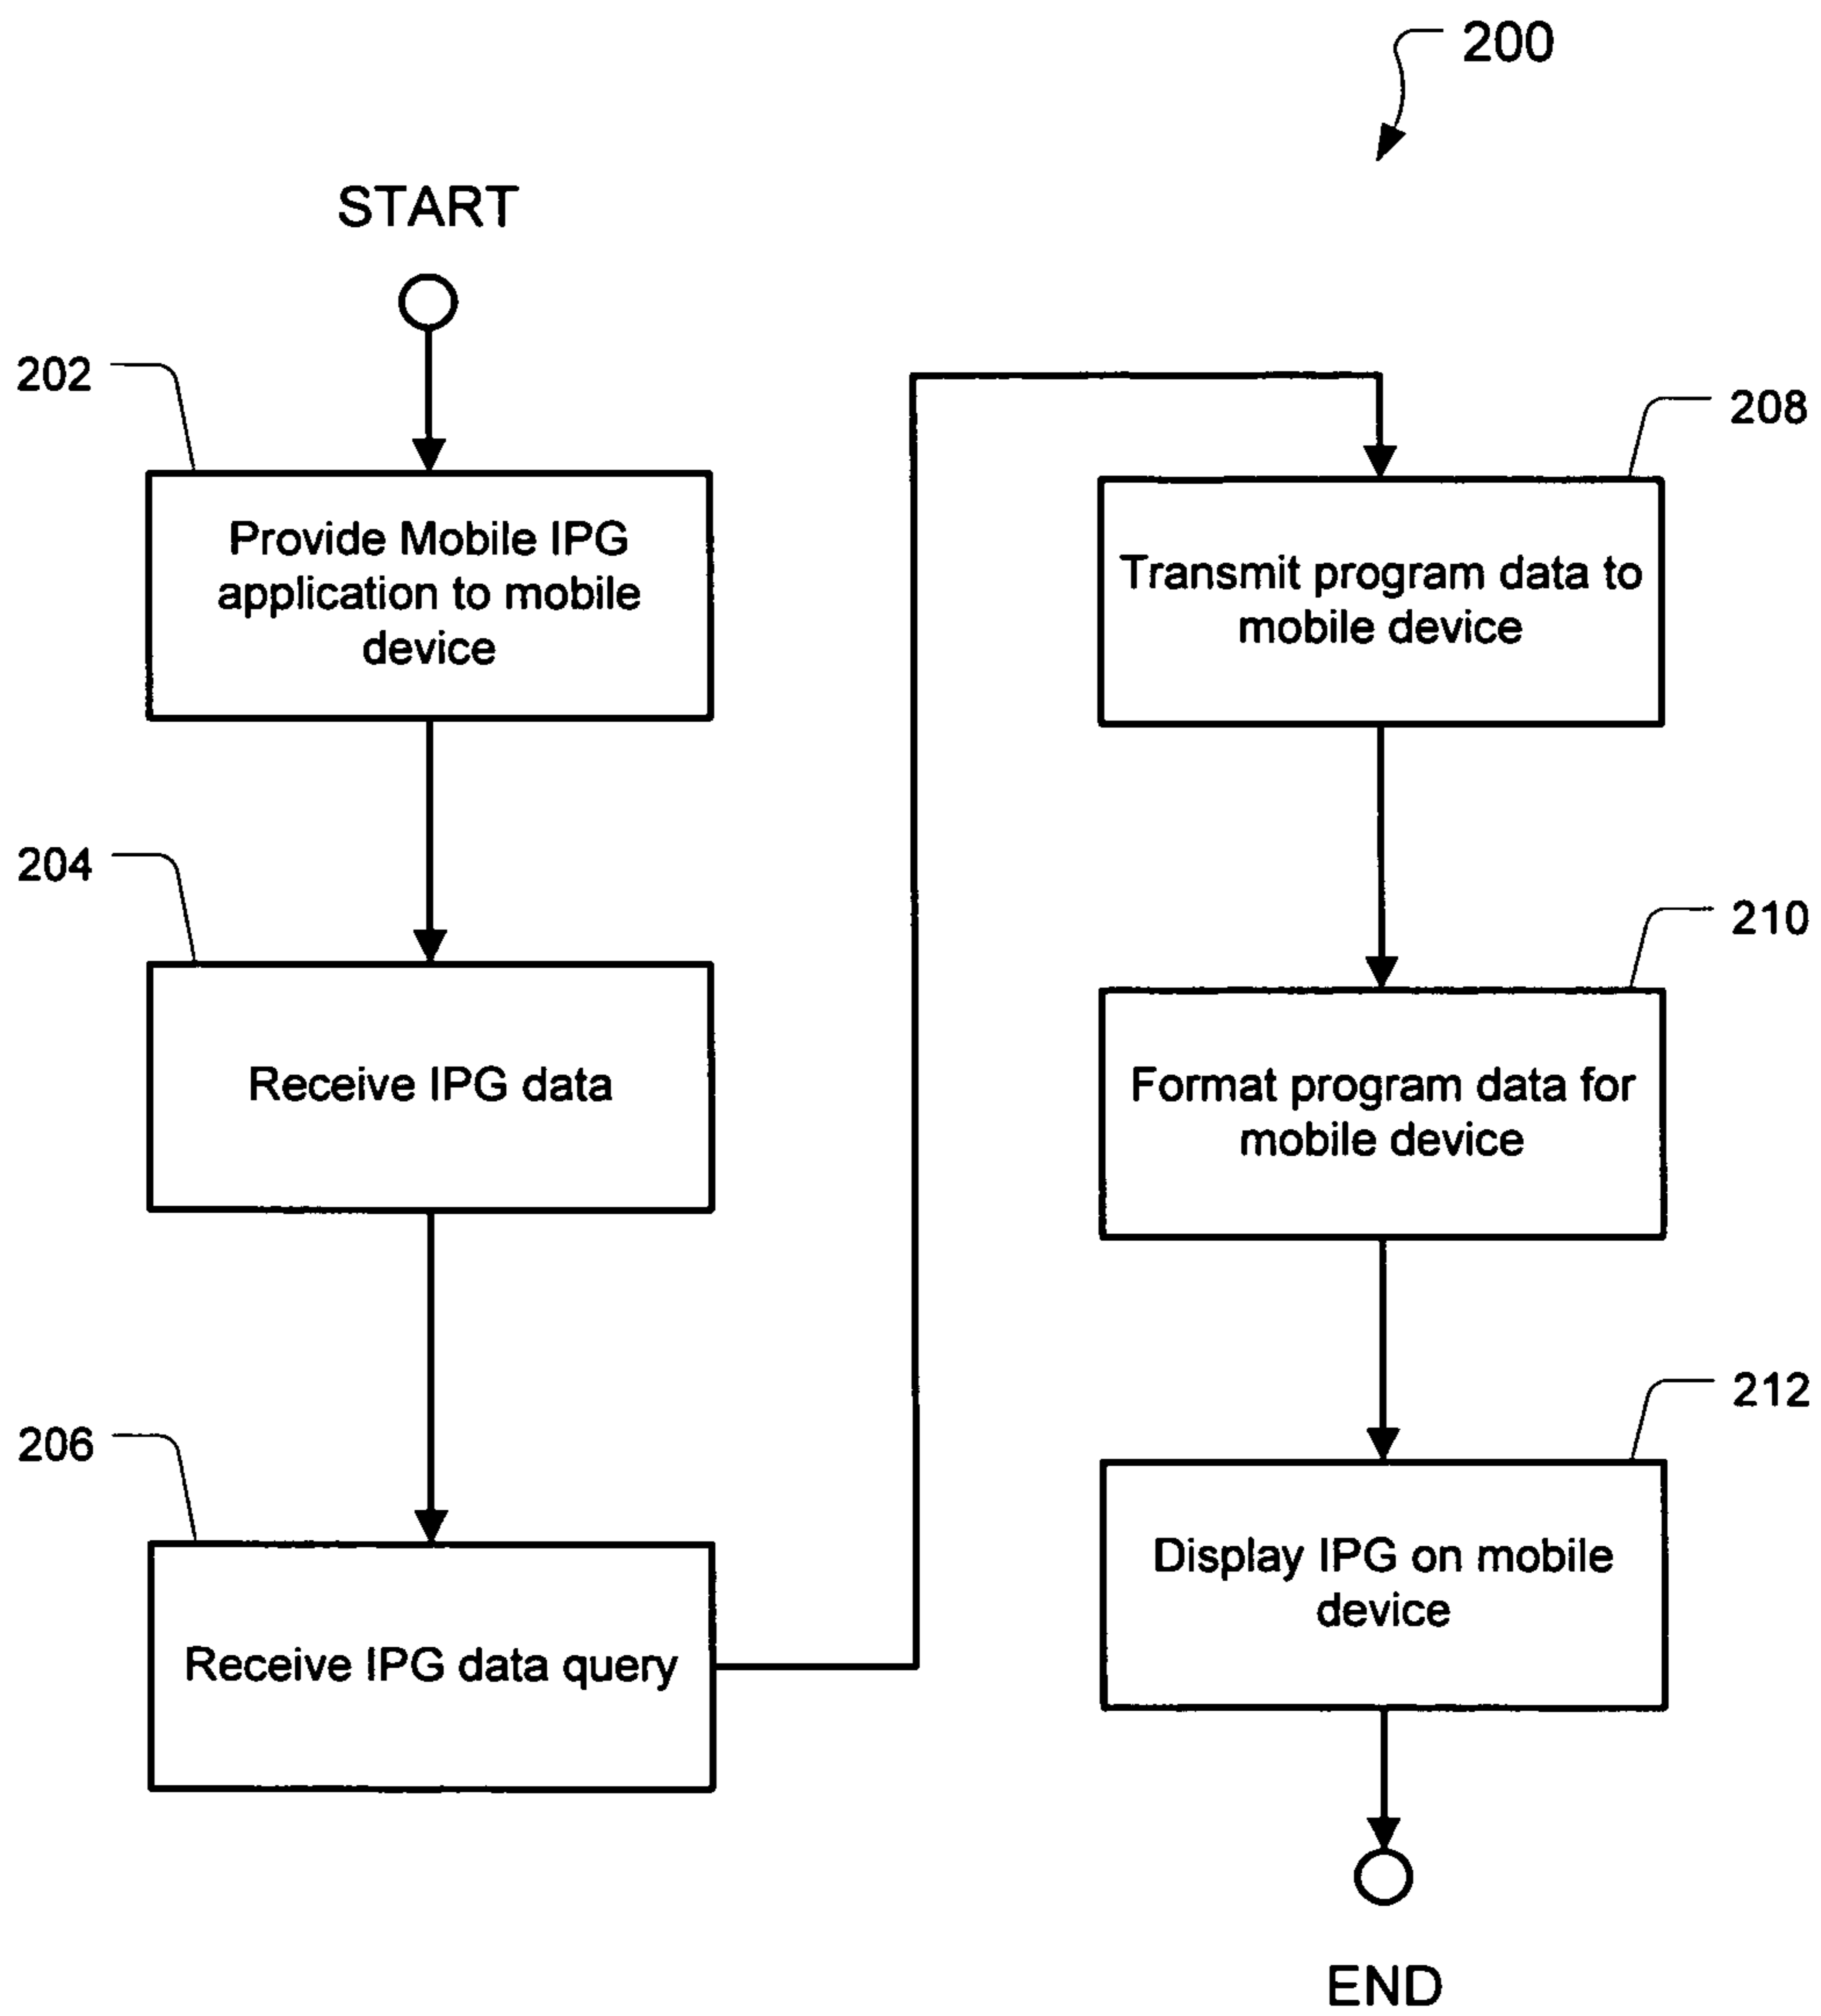 200
START
202
Provide Mobile IPG
application to mobile
device
204
Receive IPG data
206
Receive IPG data query
208
Transmit program data to
mobile device
210
Format program data for
mobile device
212
Display IPG on mobile
device
END